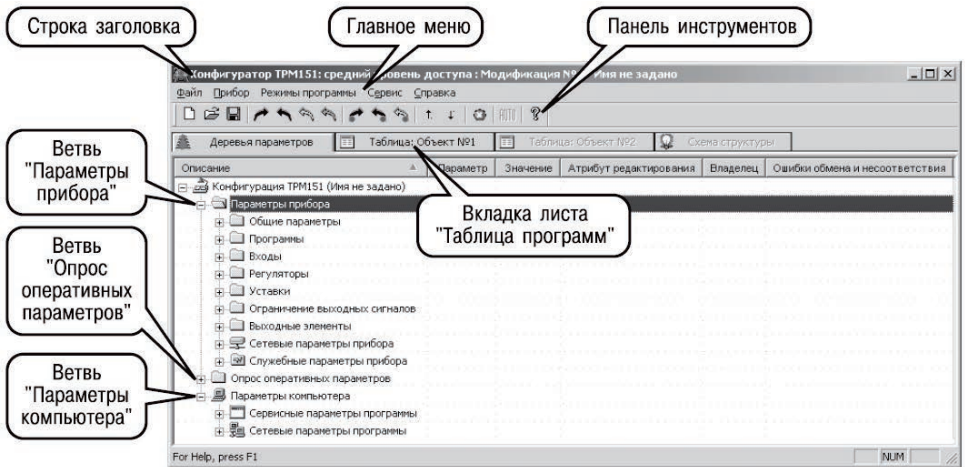 Строка заголовка
Главное меню
Панель инструментов
Конфигуратор ТРМ151: средний уровень доступа : Модификация Имя не задано
Файл Прибор Режимы программы Сервис Справка
Деревья параметров Таблица: Объект №1 Таблица: Объект №2 Схема структуры
Описание Параметр Значение Атрибут редактирования Владелец Ошибки обмена и несоответствия
Ветвь
"Параметры
прибора"
Конфигурация ТРМ151 (Имя не задано)
Параметры прибора
Общие параметры
Программы
Входы
Регуляторы
Уставки
Ограничение выходных сигналов
Выходные элементы
Сетевые параметры прибора
Служебные параметры прибора
Опрос оперативных параметров
Параметры компьютера
Сервисные параметры программы
Сетевые параметры программы
Вкладка листа
"Таблица программ"
Ветвь
"Опрос
оперативных
параметров"
Ветвь
"Параметры
компьютера"
For Help, press F1
NUM